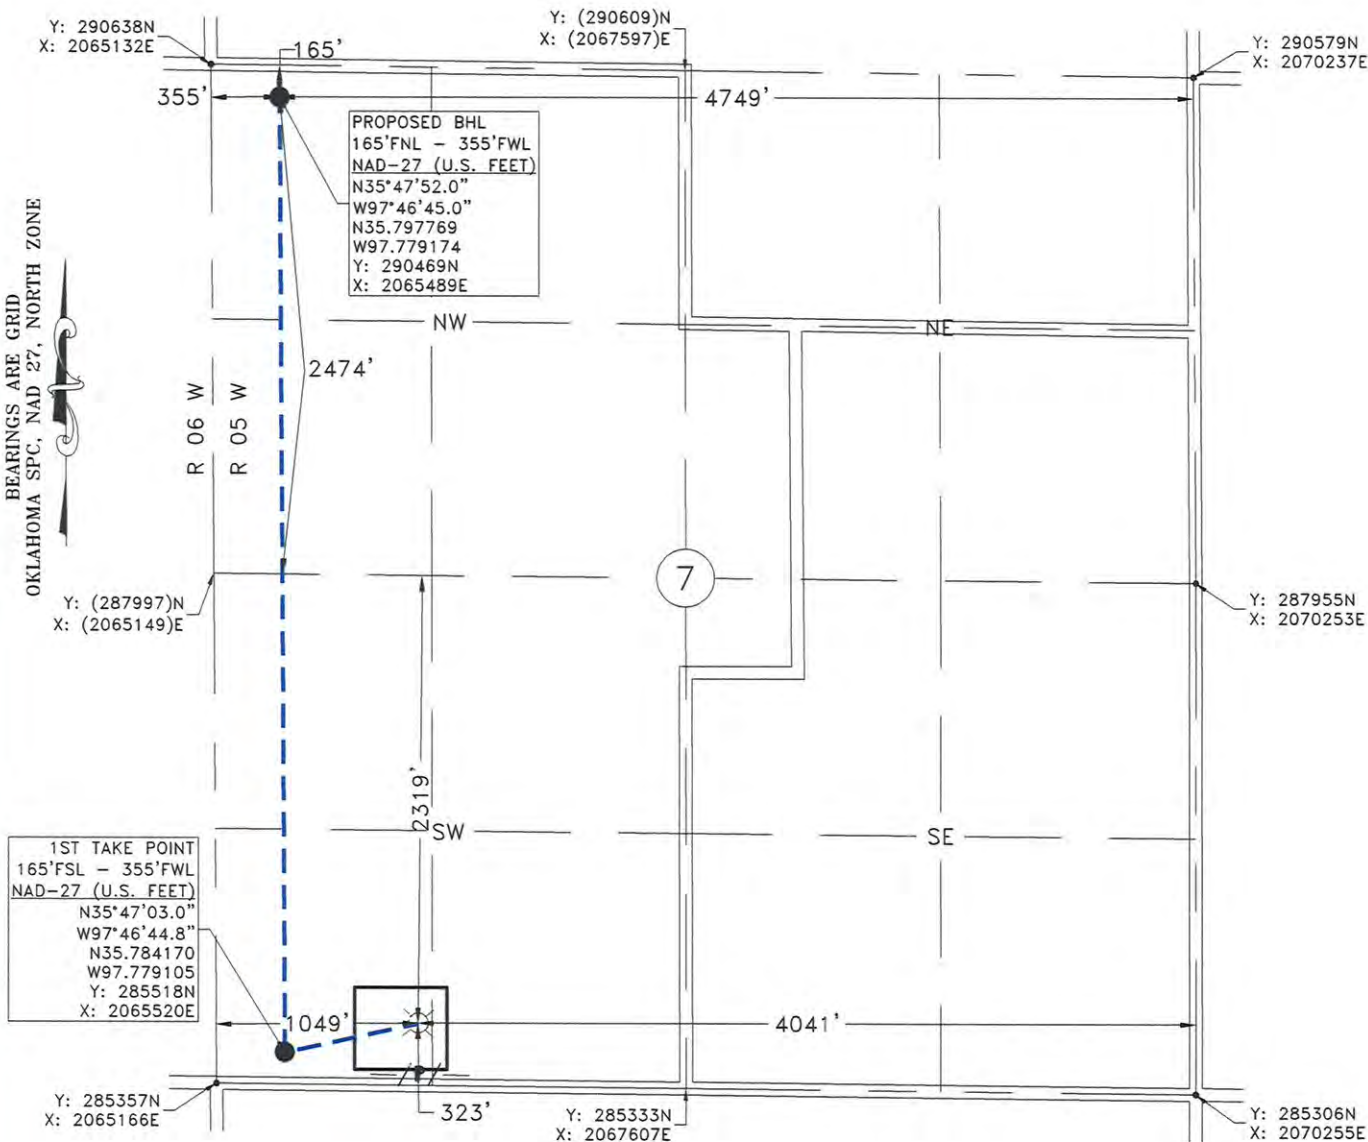 Y: 290638N
X: 2065132E
Y: (290609)N
X: (2067597)E
Y: 290579N
X: 2070237E
165'
355'
4749'
PROPOSED BHL
165'FNL - 355'FWL
NAD-27 (U.S. FEET)
N35°47'52.0"
W97°46'45.0"
N35.797769
W97.779174
Y: 290469N
X: 2065489E
BEARINGS ARE GRID
OKLAHOMA SPC, NAD 27, NORTH ZONE
NW
NE
2474'
R 06 W
R 05 W
7
Y: (287997)N
X: (2065149)E
Y: 287955N
X: 2070253E
2319'
SW
SE
1ST TAKE POINT
165'FSL - 355'FWL
NAD-27 (U.S. FEET)
N35°47'03.0"
W97°46'44.8"
N35.784170
W97.779105
Y: 285518N
X: 2065520E
1049'
4041'
323'
Y: 285357N
X: 2065166E
Y: 285333N
X: 2067607E
Y: 285306N
X: 2070255E